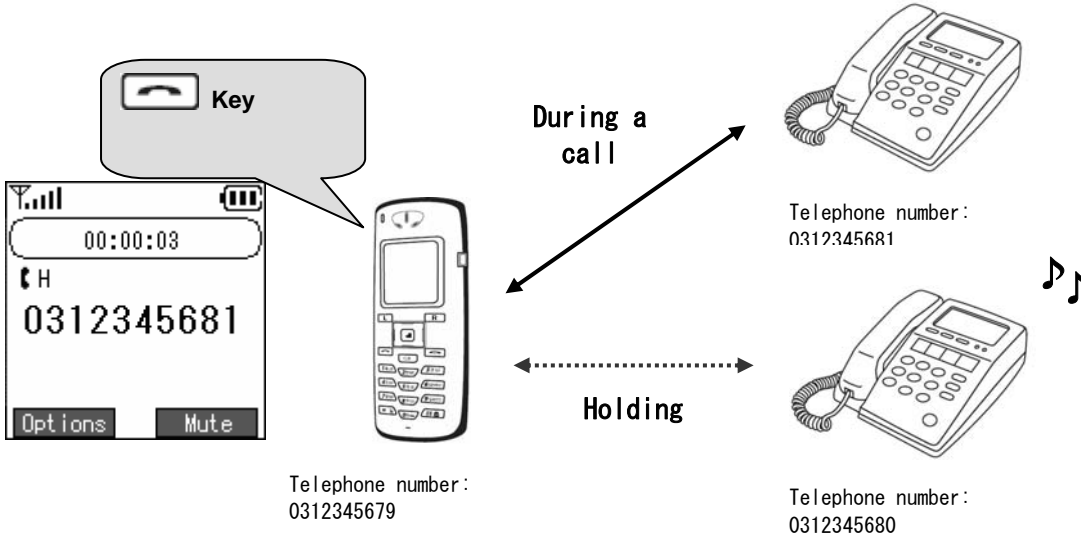 Key
During a
call
00:00:03
H
0312345681
Options Mute
Telephone number:
0312345681
L R
Holding
Telephone number:
0312345679
Telephone number:
0312345680